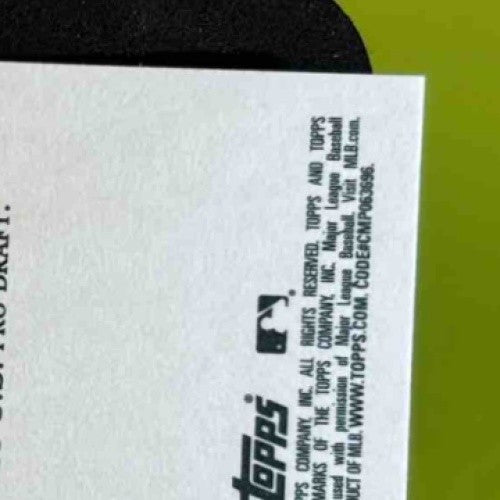 PRO DRAFT.
topps
COMPANY, INC. ALL RIGHTS RESERVED. TOPPS AND TOPPS
MARKS OF THE TOPPS COMPANY, INC. Major League Baseball
used with permission of Major League Baseball. Visit MLB.com.
OF MLB. WWW.TOPPS.COM. CODE#CMP063696.